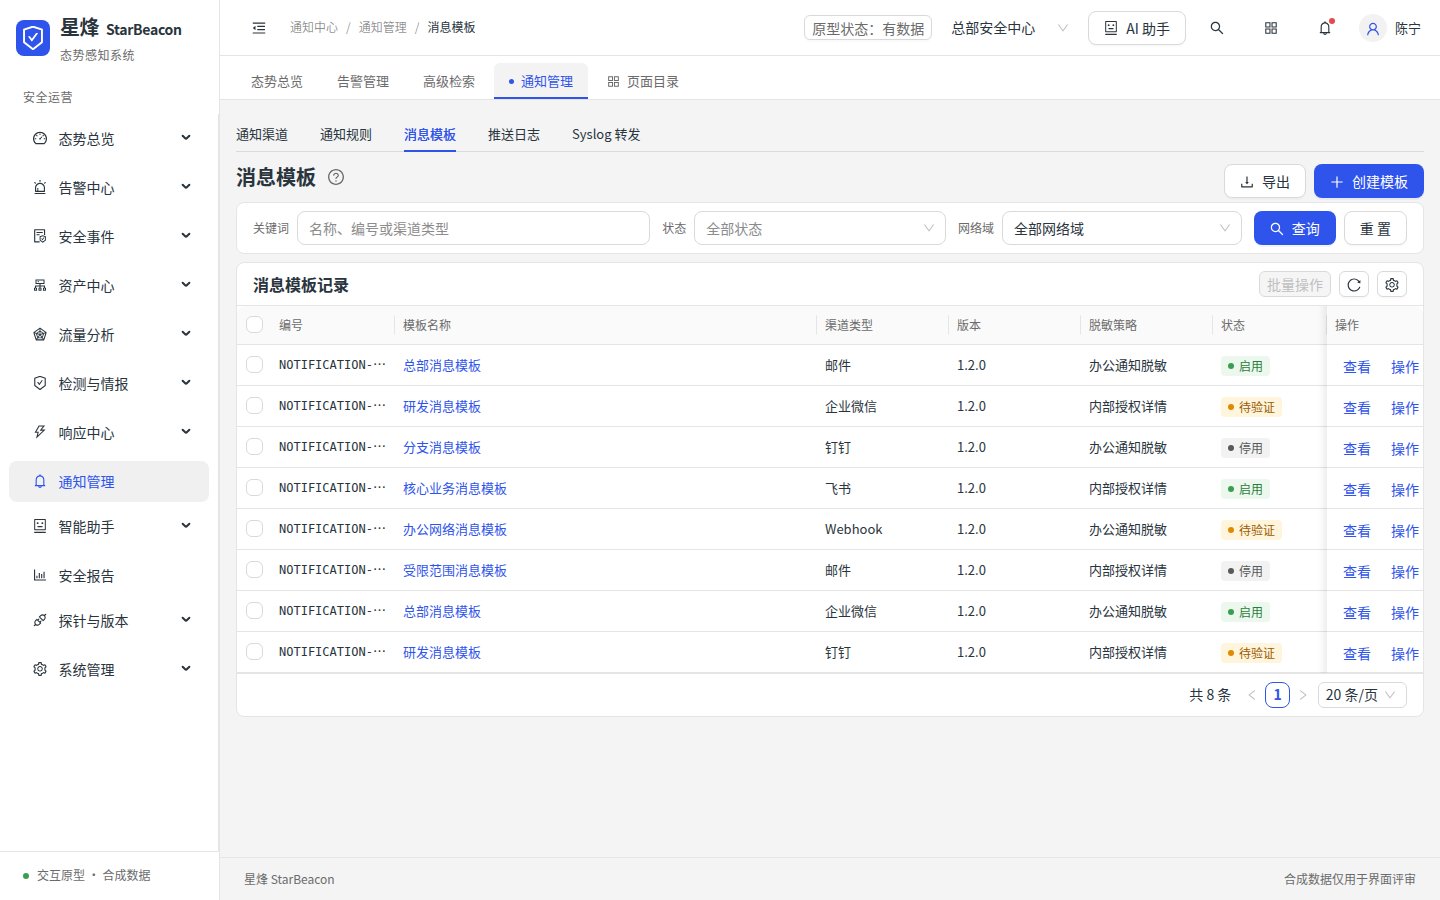 星烽 StarBeacon
态势感知系统
通知中心 / 通知管理 / 消息模板
原型状态：有数据
总部安全中心
AI 助手
陈宁
态势总览
告警管理
高级检索
通知管理
页面目录
安全运营
态势总览
告警中心
安全事件
资产中心
流量分析
检测与情报
响应中心
通知管理
智能助手
安全报告
探针与版本
系统管理
交互原型 · 合成数据
通知渠道
通知规则
消息模板
推送日志
Syslog 转发
消息模板
导出
创建模板
关键词 名称、编号或渠道类型
状态 全部状态
网络域 全部网络域
查询
重 置
消息模板记录
批量操作
编号 模板名称 渠道类型 版本 脱敏策略 状态 操作
NOTIFICATION-··· 总部消息模板 邮件 1.2.0 办公通知脱敏 启用 查看 操作
NOTIFICATION-··· 研发消息模板 企业微信 1.2.0 内部授权详情 待验证 查看 操作
NOTIFICATION-··· 分支消息模板 钉钉 1.2.0 办公通知脱敏 停用 查看 操作
NOTIFICATION-··· 核心业务消息模板 飞书 1.2.0 内部授权详情 启用 查看 操作
NOTIFICATION-··· 办公网络消息模板 Webhook 1.2.0 办公通知脱敏 待验证 查看 操作
NOTIFICATION-··· 受限范围消息模板 邮件 1.2.0 内部授权详情 停用 查看 操作
NOTIFICATION-··· 总部消息模板 企业微信 1.2.0 办公通知脱敏 启用 查看 操作
NOTIFICATION-··· 研发消息模板 钉钉 1.2.0 内部授权详情 待验证 查看 操作
共 8 条 1 20 条/页
星烽 StarBeacon
合成数据仅用于界面评审